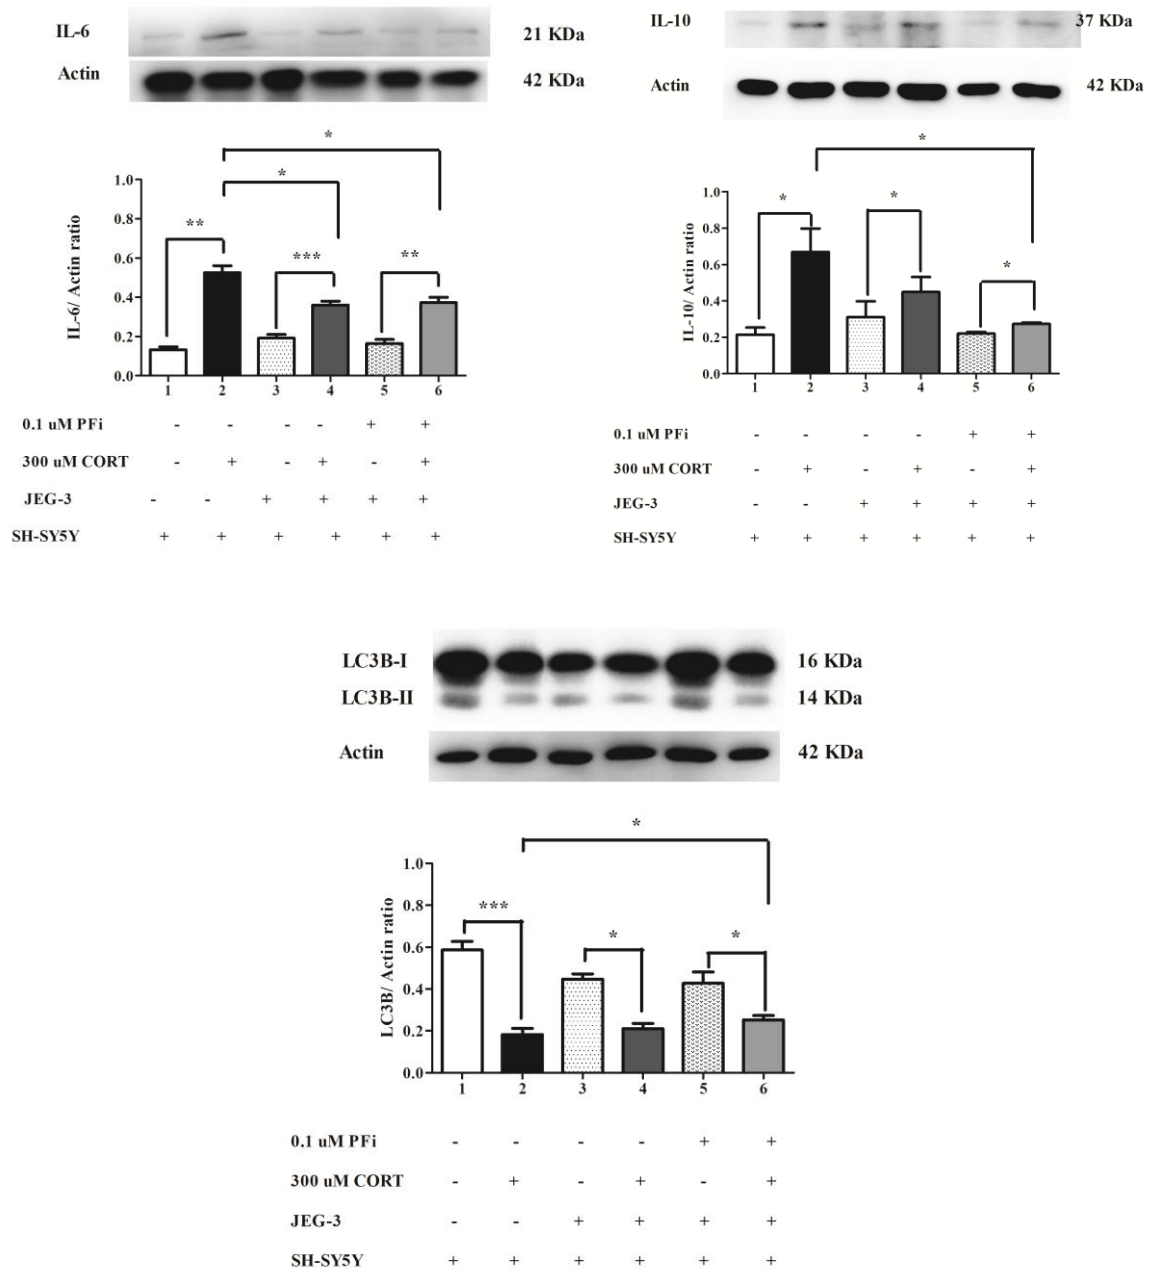 IL-6 21 KDa
Actin 42 KDa
*
*
** *** **
IL-6/ Actin ratio
1.0
0.8
0.6
0.4
0.2
0.0
1 2 3 4 5 6
0.1 uM PFi - - - - + +
300 uM CORT - + - + - +
JEG-3 - - + + + +
SH-SY5Y + + + + + +
IL-10 37 KDa
Actin 42 KDa
*
* * *
IL-10/ Actin ratio
1.0
0.8
0.6
0.4
0.2
0.0
1 2 3 4 5 6
0.1 uM PFi - - - - + +
300 uM CORT - + - + - +
JEG-3 - - + + + +
SH-SY5Y + + + + + +
LC3B-I 16 KDa
LC3B-II 14 KDa
Actin 42 KDa
*
*** * *
LC3B/ Actin ratio
1.0
0.8
0.6
0.4
0.2
0.0
1 2 3 4 5 6
0.1 uM PFi - - - - + +
300 uM CORT - + - + - +
JEG-3 - - + + + +
SH-SY5Y + + + + + +